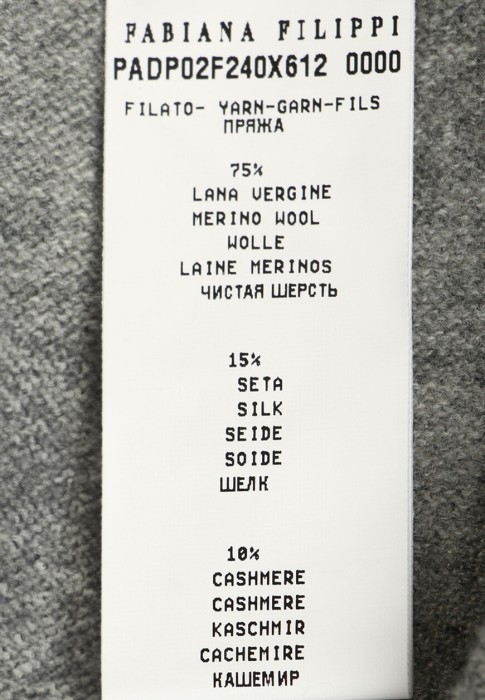 FABIANA FILIPPI
PADP02F240X612 0000
FILATO- YARN-GARN-FILS
ПРЯЖА
75%
LANA VERGINE
MERINO WOOL
WOLLE
LAINE MERINOS
ЧИСТАЯ ШЕРСТЬ
15%
SETA
SILK
SEIDE
SOIDE
ШЕЛК
10%
CASHMERE
CASHMERE
KASCHMIR
CACHEMIRE
КАШЕМИР